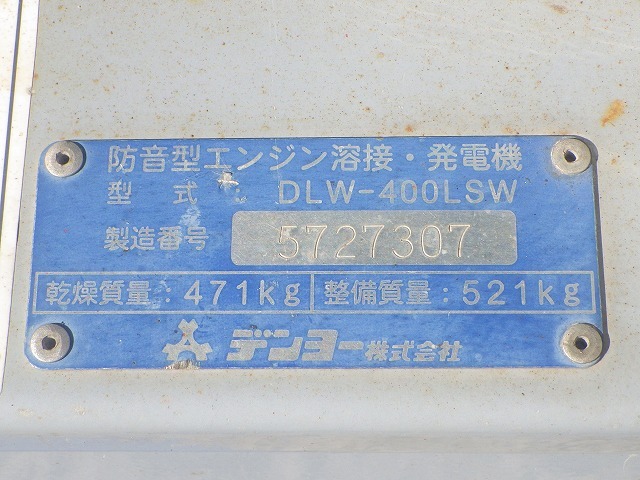 防音型エンジン溶接・発電機
型式: DLW-400LSW
製造番号 5727307
乾燥質量:471kg 整備質量:521kg
デンヨー株式会社